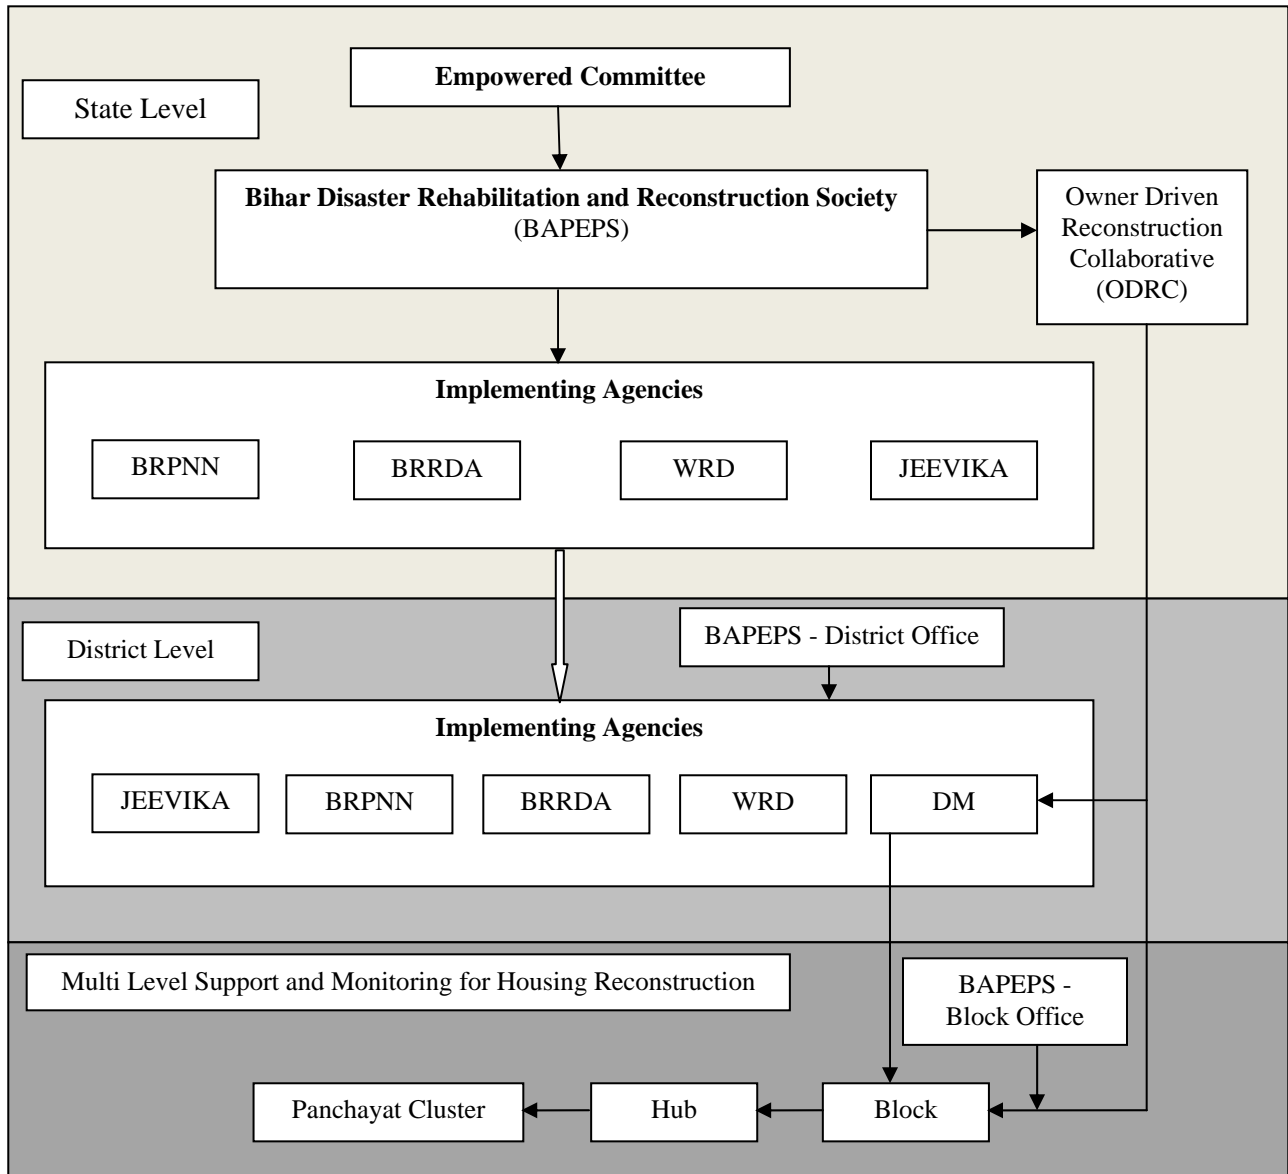 Empowered Committee
State Level
Bihar Disaster Rehabilitation and Reconstruction Society
(BAPEPS)
Owner Driven
Reconstruction
Collaborative
(ODRC)
Implementing Agencies
BRPNN
BRRDA
WRD
JEEVIKA
District Level
BAPEPS - District Office
Implementing Agencies
JEEVIKA
BRPNN
BRRDA
WRD
DM
Multi Level Support and Monitoring for Housing Reconstruction
BAPEPS -
Block Office
Panchayat Cluster
Hub
Block